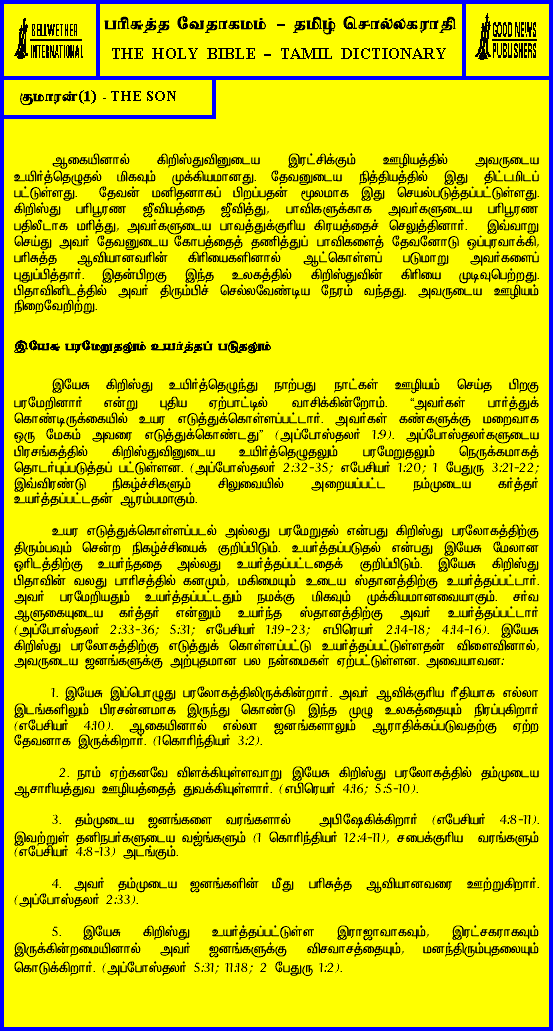 BELLWETHER
INTERNATIONAL
பரிசுத்த வேதாகமம் – தமிழ் சொல்லகராதி
THE HOLY BIBLE – TAMIL DICTIONARY
GOOD NEWS
PUBLISHERS
குமாரன்(1) - THE SON
ஆகையினால் கிறிஸ்துவினுடைய இரட்சிக்கும் ஊழியத்தில் அவருடைய
உயிர்த்தெழுதல் மிகவும் முக்கியமானது. தேவனுடைய நித்தியத்தில் இது திட்டமிடப்
பட்டுள்ளது. தேவன் மனிதனாகப் பிறப்பதன் மூலமாக இது செயல்படுத்தப்பட்டுள்ளது.
கிறிஸ்து பரிபூரண ஜீவியத்தை ஜீவித்து, பாவிகளுக்காக அவர்களுடைய பரிபூரண
பதிலீடாக மரித்து, அவர்களுடைய பாவத்துக்குரிய கிரயத்தைச் செலுத்தினார். இவ்வாறு
செய்து அவர் தேவனுடைய கோபத்தைத் தணித்துப் பாவிகளைத் தேவனோடு ஒப்புரவாக்கி,
பரிசுத்த ஆவியானவரின் கிரியைகளினால் ஆட்கொள்ளப் படுமாறு அவர்களைப்
புதுப்பித்தார். இதன்பிறகு இந்த உலகத்தில் கிறிஸ்துவின் கிரியை முடிவுபெற்றது.
பிதாவினிடத்தில் அவர் திரும்பிச் செல்லவேண்டிய நேரம் வந்தது. அவருடைய ஊழியம்
நிறைவேறிற்று.
இயேசு பரமேறுதலும் உயர்த்தப் படுதலும்
இயேசு கிறிஸ்து உயிர்த்தெழுந்து நாற்பது நாட்கள் ஊழியம் செய்த பிறகு
பரமேறினார் என்று புதிய ஏற்பாட்டில் வாசிக்கின்றோம். “அவர்கள் பார்த்துக்
கொண்டிருக்கையில் உயர எடுத்துக்கொள்ளப்பட்டார். அவர்கள் கண்களுக்கு மறைவாக
ஒரு மேகம் அவரை எடுத்துக்கொண்டது” (அப்போஸ்தலர் 1:9). அப்போஸ்தலர்களுடைய
பிரசங்கத்தில் கிறிஸ்துவினுடைய உயிர்த்தெழுதலும் பரமேறுதலும் நெருக்கமாகத்
தொடர்புப்படுத்தப் பட்டுள்ளன. (அப்போஸ்தலர் 2:32-35; எபேசியர் 1:20; 1 பேதுரு 3:21-22;
இவ்விரண்டு நிகழ்ச்சிகளும் சிலுவையில் அறையப்பட்ட நம்முடைய கர்த்தர்
உயர்த்தப்பட்டதன் ஆரம்பமாகும்.
உயர எடுத்துக்கொள்ளப்படல் அல்லது பரமேறுதல் என்பது கிறிஸ்து பரலோகத்திற்கு
திரும்பவும் சென்ற நிகழ்ச்சியைக் குறிப்பிடும். உயர்த்தப்படுதல் என்பது இயேசு மேலான
ஓரிடத்திற்கு உயர்ந்ததை அல்லது உயர்த்தப்பட்டதைக் குறிப்பிடும். இயேசு கிறிஸ்து
பிதாவின் வலது பாரிசத்தில் கனமும், மகிமையும் உடைய ஸ்தானத்திற்கு உயர்த்தப்பட்டார்.
அவர் பரமேறியதும் உயர்த்தப்பட்டதும் நமக்கு மிகவும் முக்கியமானவையாகும். சர்வ
ஆளுகையுடைய கர்த்தர் என்னும் உயர்ந்த ஸ்தானத்திற்கு அவர் உயர்த்தப்பட்டார்
(அப்போஸ்தலர் 2:33-36; 5:31; எபேசியர் 1:19-23; எபிரெயர் 2:14-18; 4:14-16). இயேசு
கிறிஸ்து பரலோகத்திற்கு எடுத்துக் கொள்ளப்பட்டு உயர்த்தப்பட்டுள்ளதன் விளைவினால்,
அவருடைய ஜனங்களுக்கு அற்புதமான பல நன்மைகள் ஏற்பட்டுள்ளன. அவையாவன:
1. இயேசு இப்பொழுது பரலோகத்திலிருக்கின்றார். அவர் ஆவிக்குரிய ரீதியாக எல்லா
இடங்களிலும் பிரசன்னமாக இருந்து கொண்டு இந்த முழு உலகத்தையும் நிரப்புகிறார்
(எபேசியர் 4:10). ஆகையினால் எல்லா ஜனங்களாலும் ஆராதிக்கப்படுவதற்கு ஏற்ற
தேவனாக இருக்கிறார். (1கொரிந்தியர் 3:2).
2. நாம் ஏற்கனவே விளக்கியுள்ளவாறு இயேசு கிறிஸ்து பரலோகத்தில் தம்முடைய
ஆசாரியத்துவ ஊழியத்தைத் துவக்கியுள்ளார். (எபிரெயர் 4:16; 5:5-10).
3. தம்முடைய ஜனங்களை வரங்களால் அபிஷேகிக்கிறார் (எபேசியர் 4:8-11).
இவற்றுள் தனிநபர்களுடைய வஜ்ங்களும் (1 கொரிந்தியர் 12:4-11), சபைக்குரிய வரங்களும்
(எபேசியர் 4:8-13) அடங்கும்.
4. அவர் தம்முடைய ஜனங்களின் மீது பரிசுத்த ஆவியானவரை ஊற்றுகிறார்.
(அப்போஸ்தலர் 2:33).
5. இயேசு கிறிஸ்து உயர்த்தப்பட்டுள்ள இராஜாவாகவும், இரட்சகராகவும்
இருக்கின்றமையினால் அவர் ஜனங்களுக்கு விசவாசத்தையும், மனந்திரும்புதலையும்
கொடுக்கிறார். (அப்போஸ்தலர் 5:31; 11:18; 2 பேதுரு 1:2).